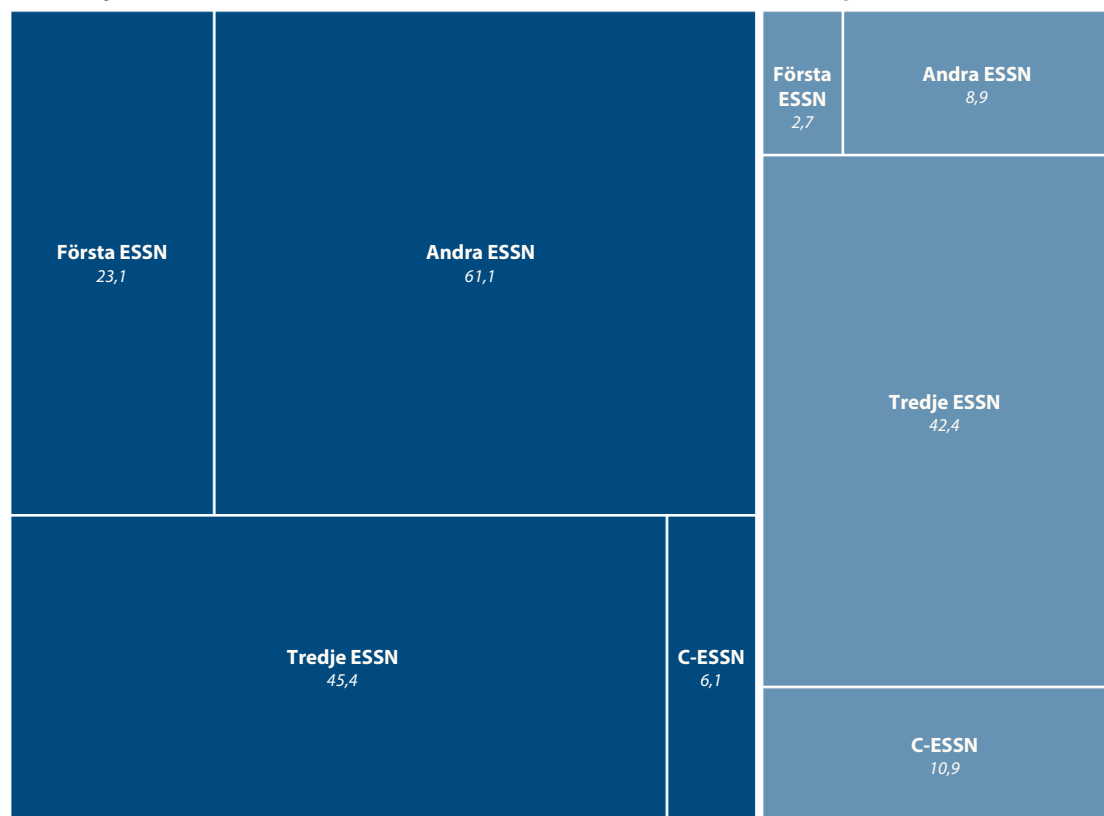 Första ESSN
23,1
Andra ESSN
61,1
Tredje ESSN
45,4
C-ESSN
6,1
Första
ESSN
2,7
Andra ESSN
8,9
Tredje ESSN
42,4
C-ESSN
10,9